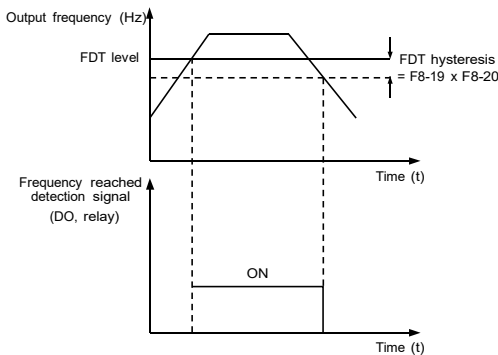 Output frequency (Hz)
FDT level
FDT hysteresis
= F8-19 x F8-20
Time (t)
Frequency reached
detection signal
(DO, relay)
ON
Time (t)